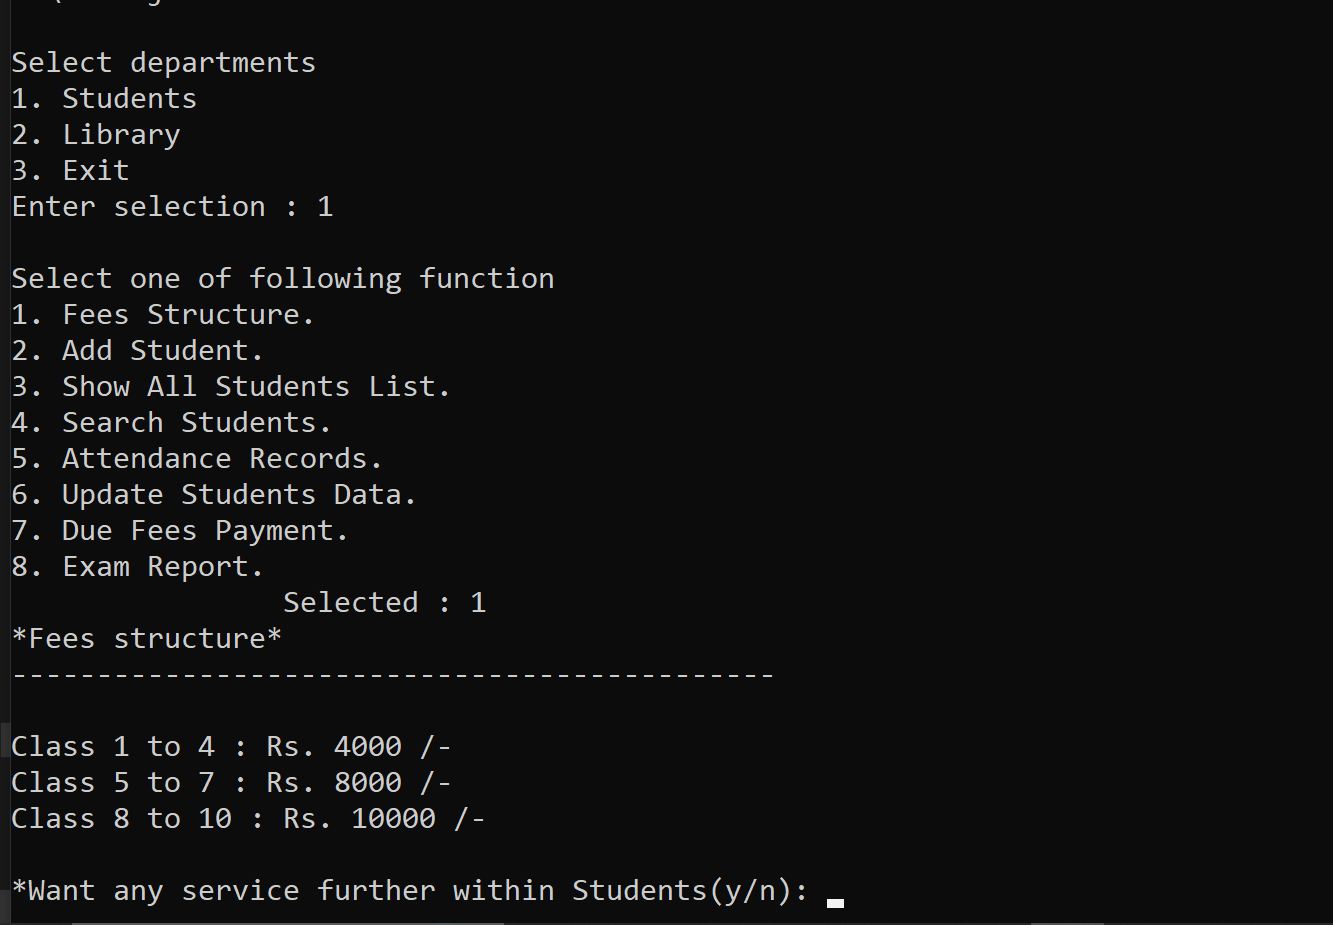 Select departments
1. Students
2. Library
3. Exit
Enter selection : 1
Select one of following function
1. Fees Structure.
2. Add Student.
3. Show All Students List.
4. Search Students.
5. Attendance Records.
6. Update Students Data.
7. Due Fees Payment.
8. Exam Report.
Selected : 1
*Fees structure*
---------------------------------------------
Class 1 to 4 : Rs. 4000 /-
Class 5 to 7 : Rs. 8000 /-
Class 8 to 10 : Rs. 10000 /-
*Want any service further within Students(y/n):